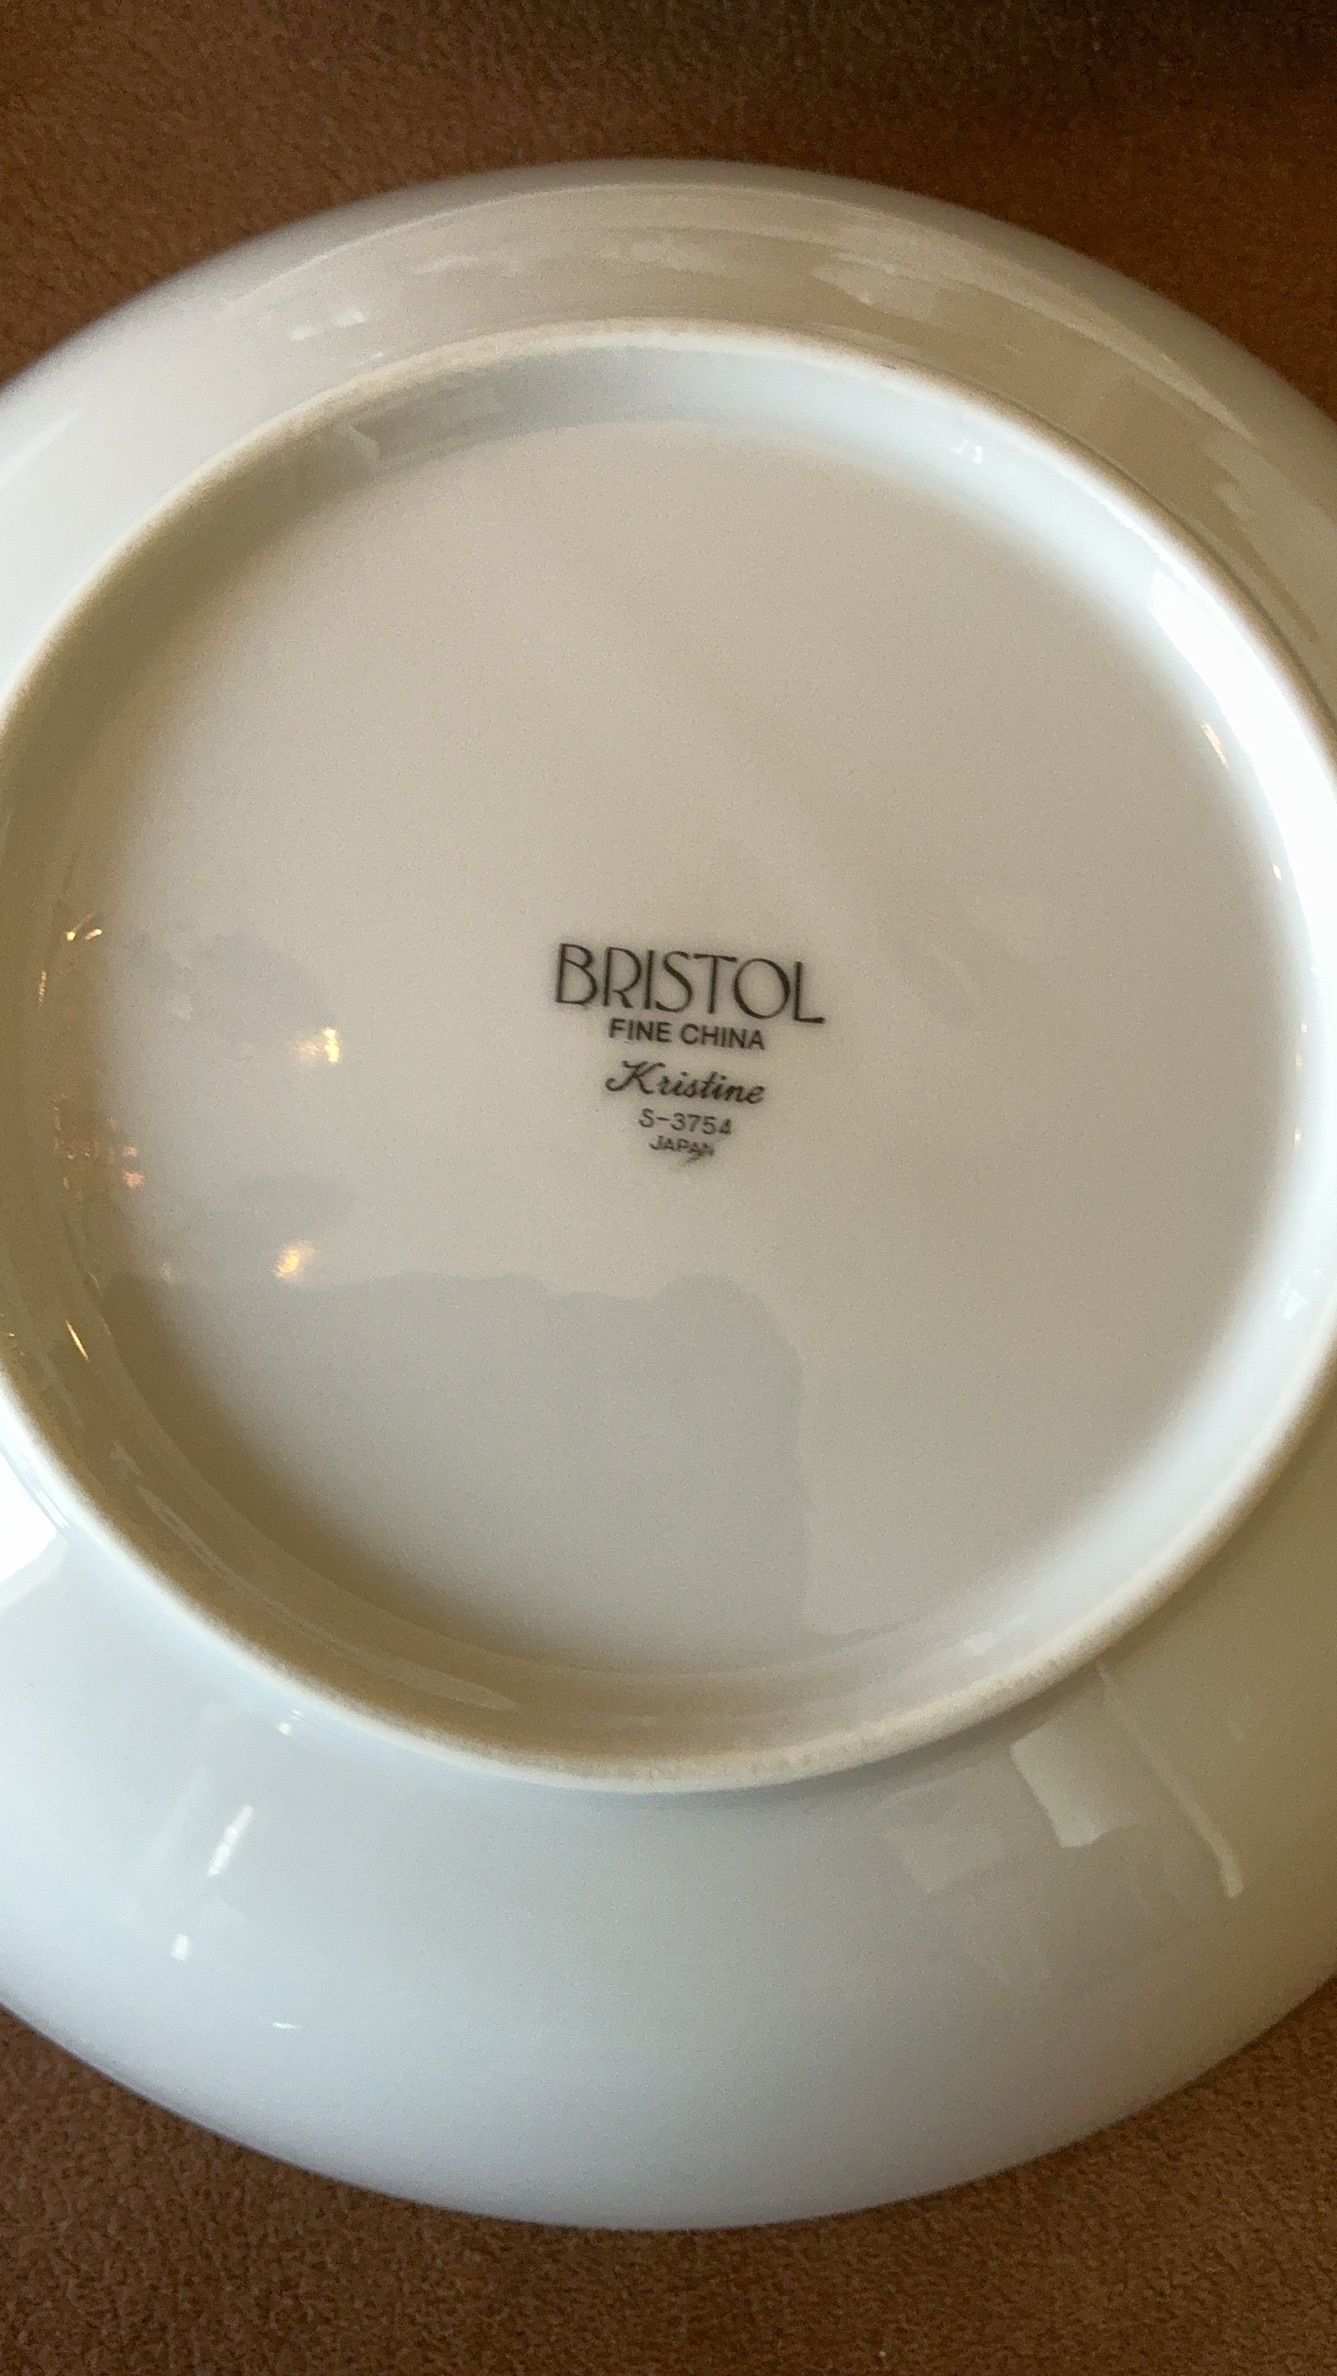 BRISTOL
FINE CHINA
Kristine
S-3754
JAPAN